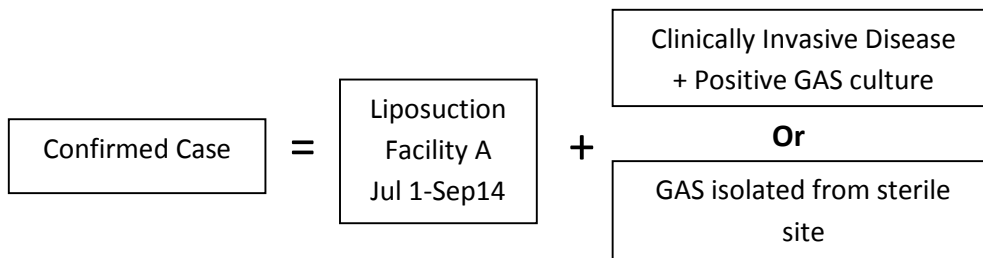 Confirmed Case
=
Liposuction
Facility A
Jul 1-Sep14
+
Clinically Invasive Disease
+ Positive GAS culture
Or
GAS isolated from sterile
site